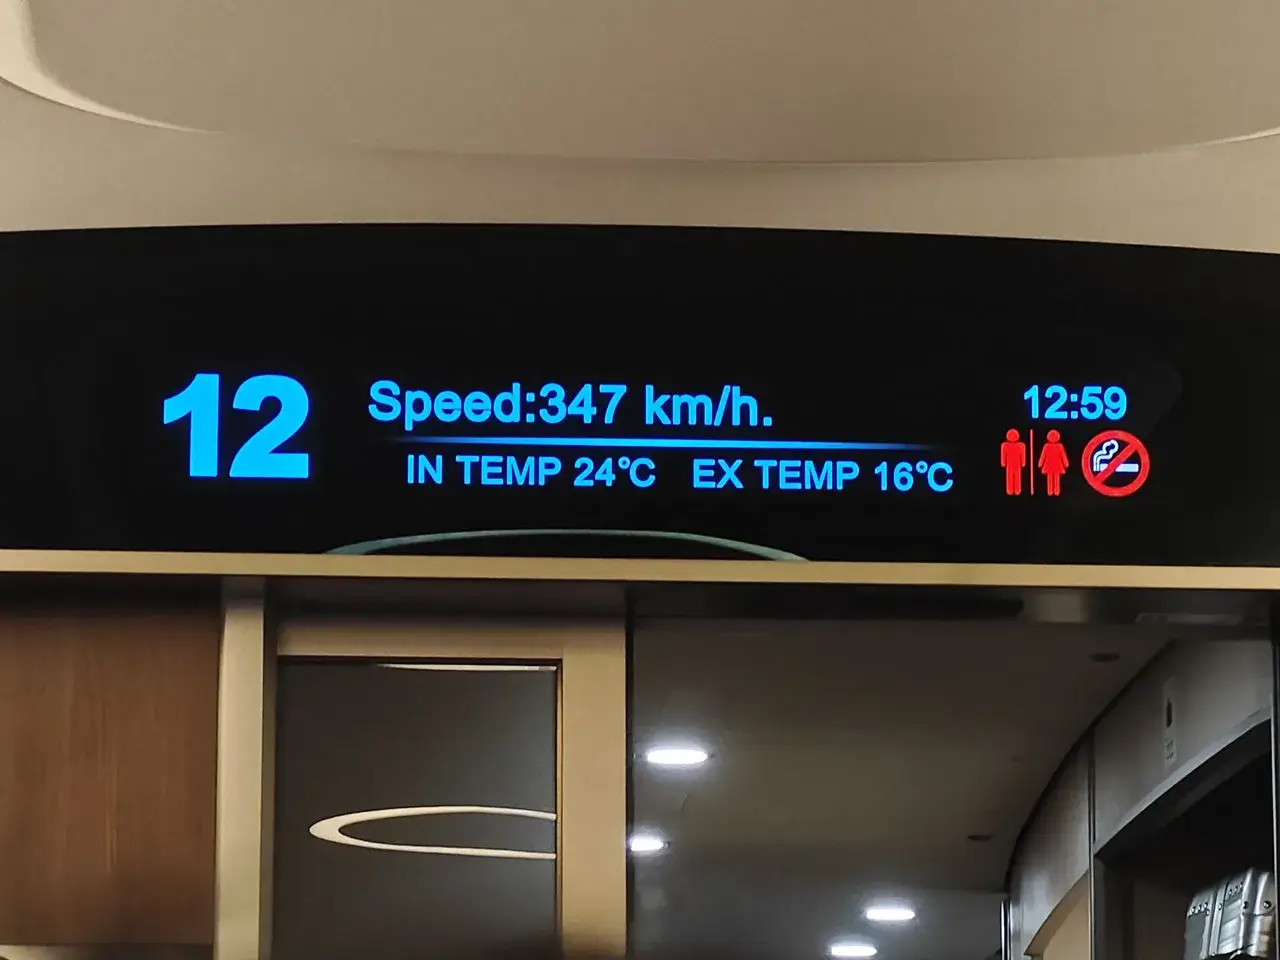 12
Speed:347 km/h.
IN TEMP 24℃ EX TEMP 16℃
12:59